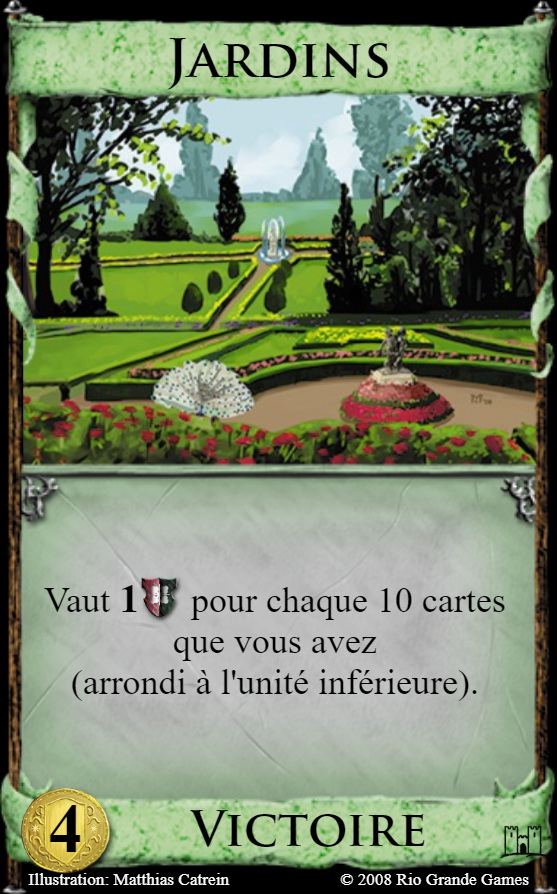 Jardins
Vaut 1 pour chaque 10 cartes
que vous avez
(arrondi à l'unité inférieure).
4 Victoire
Illustration: Matthias Catrein © 2008 Rio Grande Games